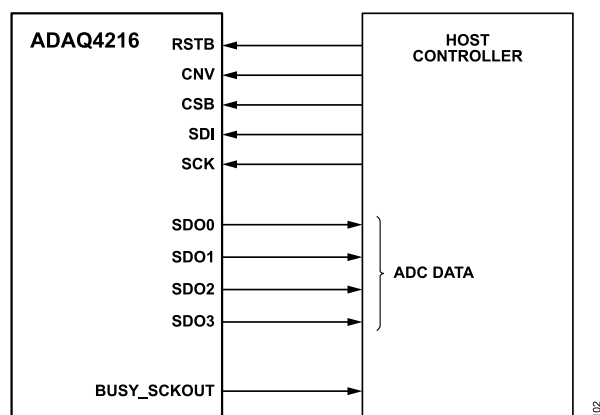 ADAQ4216
HOST
CONTROLLER
RSTB
CNV
CSB
SDI
SCK
SDO0
SDO1
SDO2
SDO3
ADC DATA
BUSY_SCKOUT